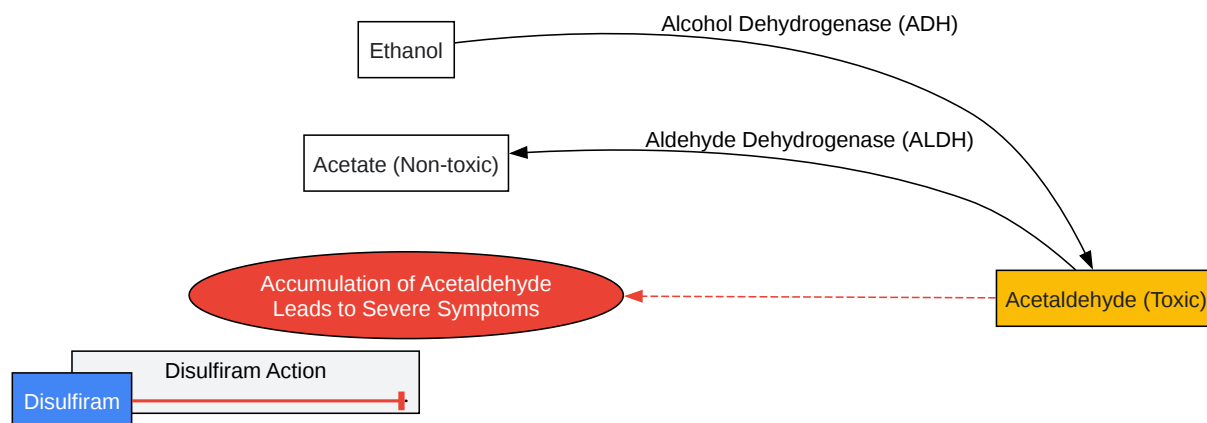 Alcohol Dehydrogenase (ADH)
Ethanol
Aldehyde Dehydrogenase (ALDH)
Acetate (Non-toxic)
Accumulation of Acetaldehyde
Leads to Severe Symptoms
Acetaldehyde (Toxic)
Disulfiram Action
Disulfiram